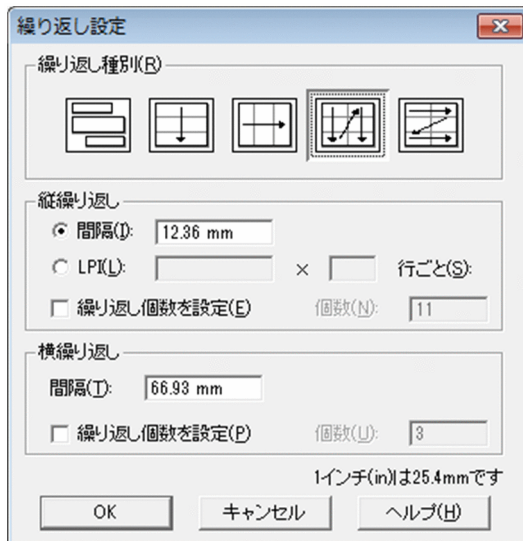 繰り返し設定
繰り返し種別(R)
縦繰り返し
間隔(I): 12.36 mm
LPI(L): × 行ごと(S):
繰り返し個数を設定(E) 個数(N): 11
横繰り返し
間隔(T): 66.93 mm
繰り返し個数を設定(P) 個数(U): 3
1インチ(in)は25.4mmです
OK キャンセル ヘルプ(H)